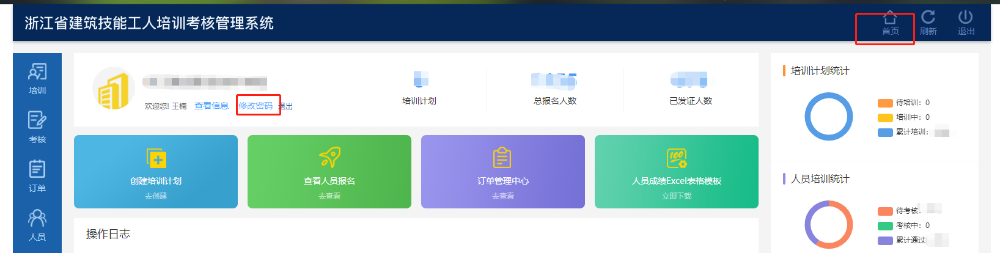 浙江省建筑技能工人培训考核管理系统
首页 刷新 退出
培训
考核
订单
人员
欢迎您! 王楠 查看信息 修改密码 退出
培训计划
总报名人数
已发证人数
创建培训计划
去创建
查看人员报名
去查看
订单管理中心
去查看
100
人员成绩Excel表格模板
立即下载
操作日志
培训计划统计
待培训: 0
培训中: 0
累计培训:
人员培训统计
待考核:
考核中: 0
累计通过